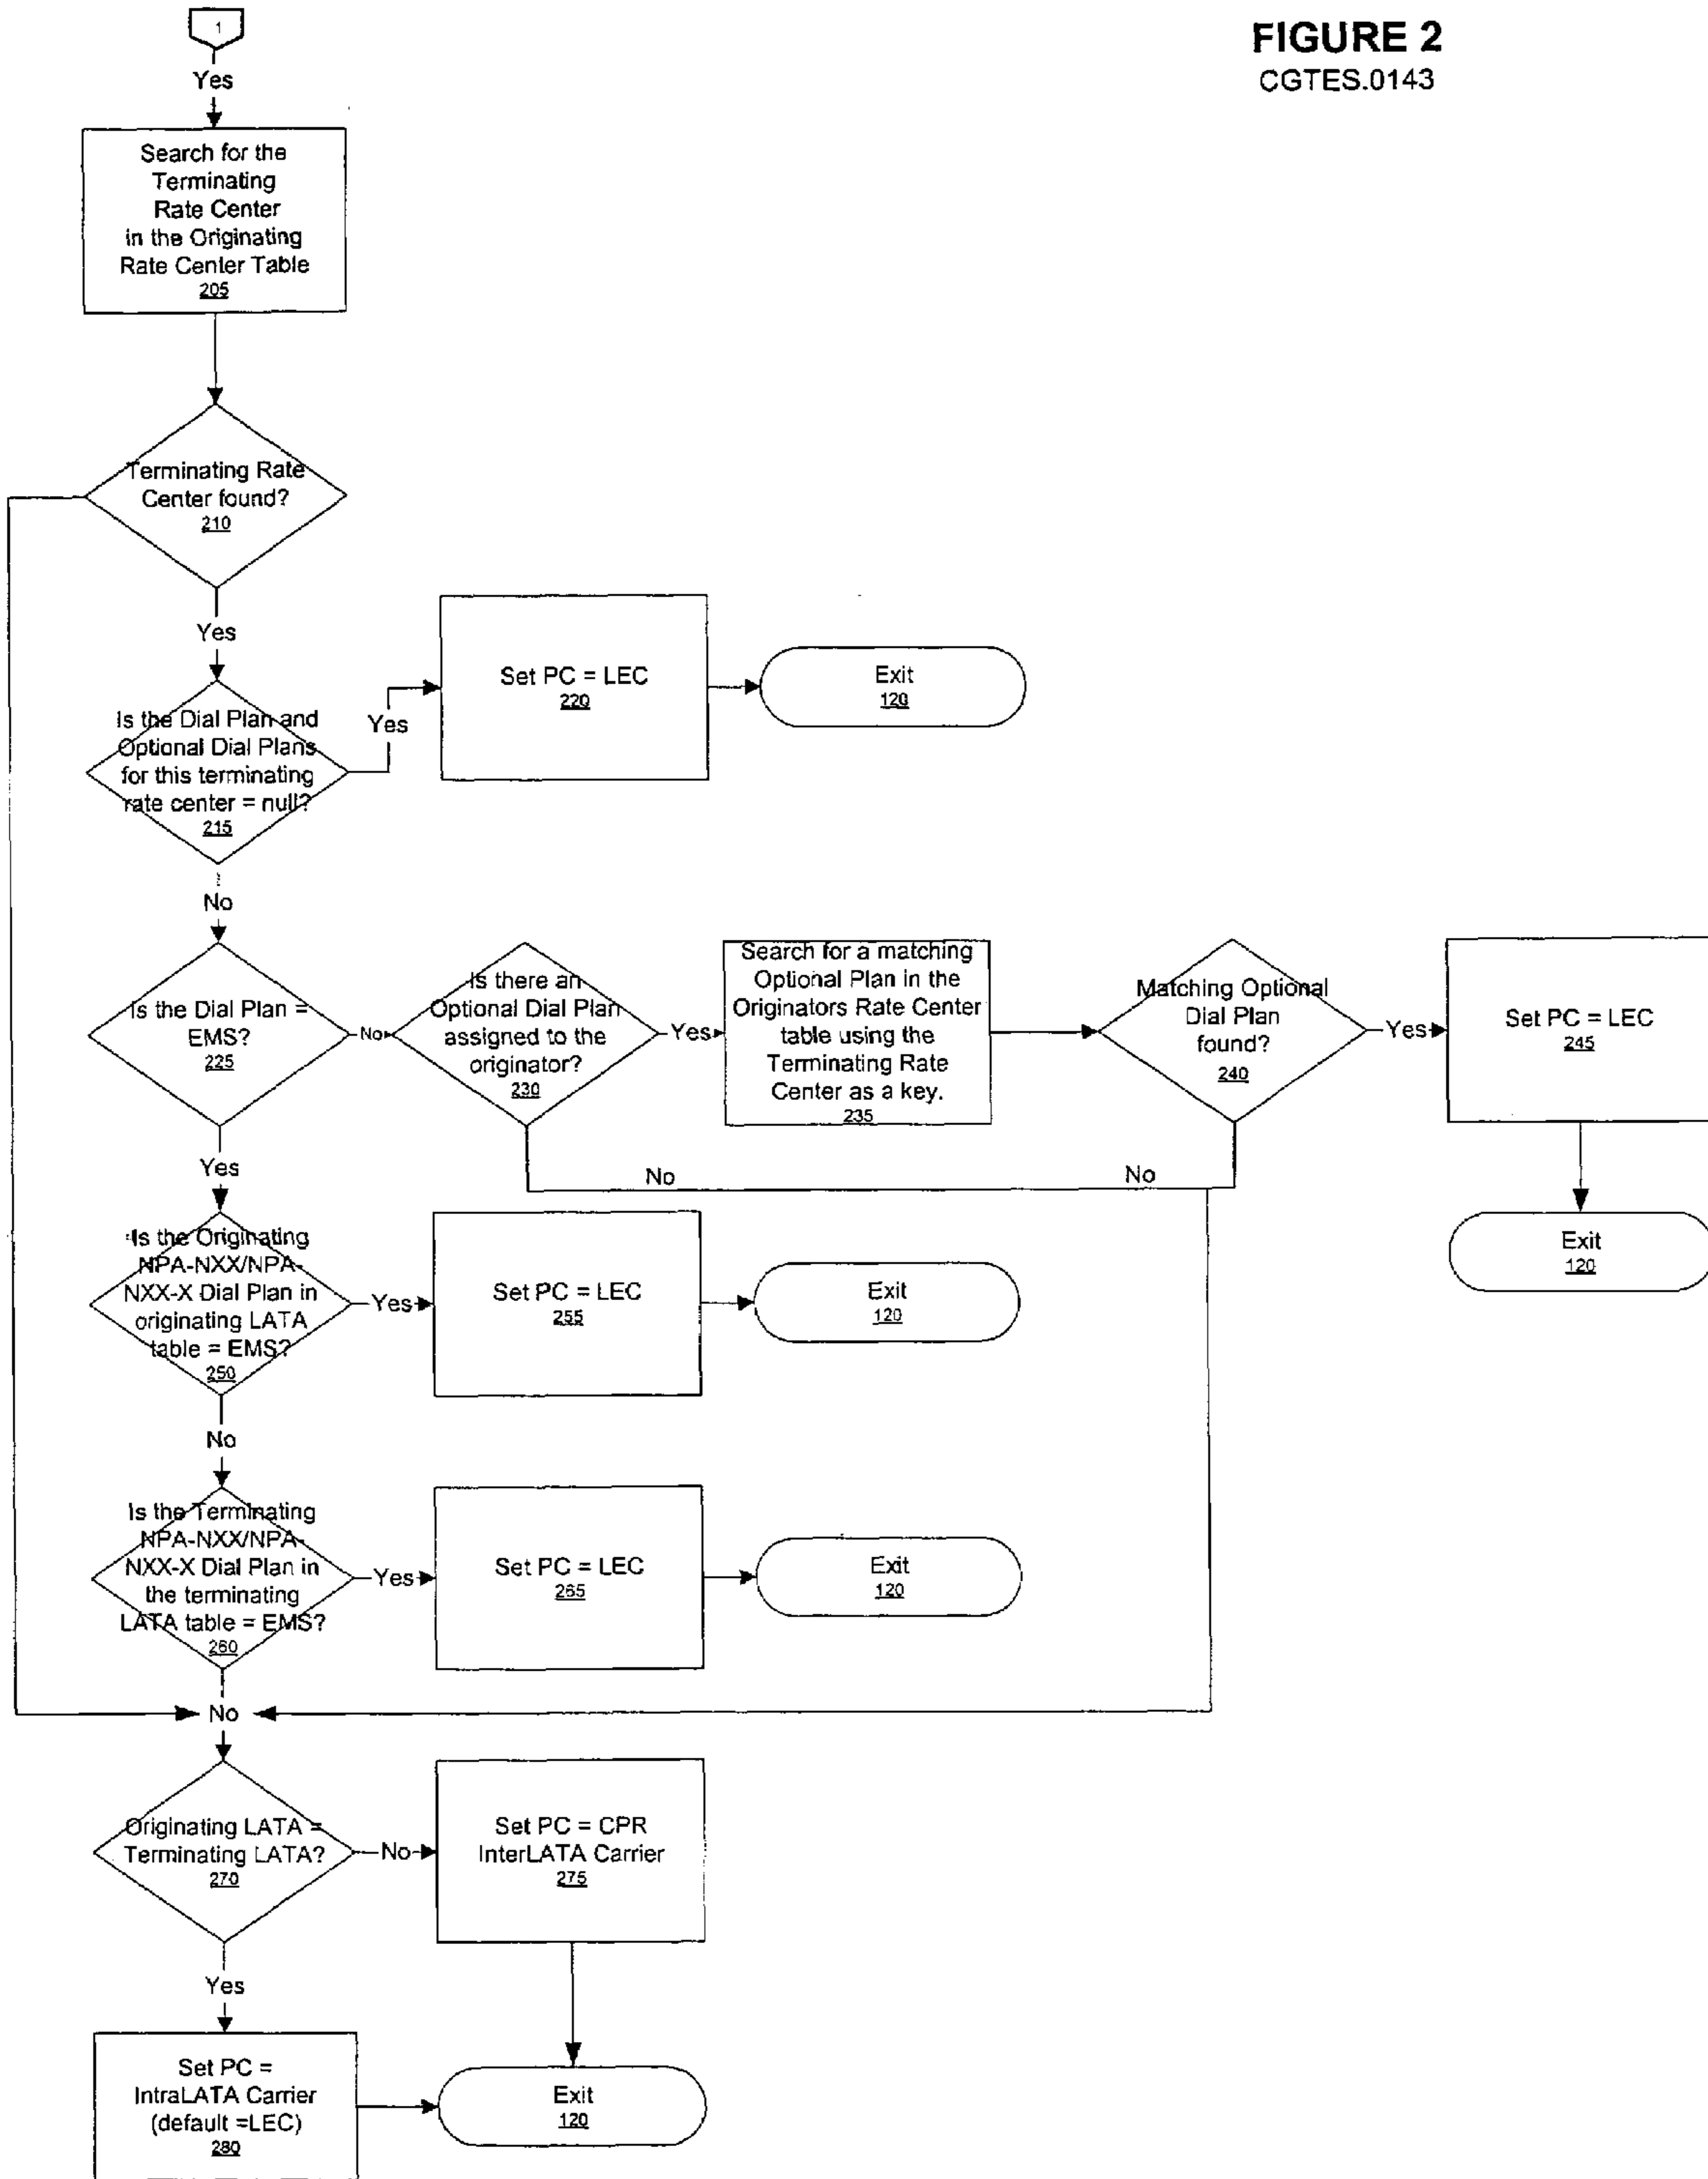 FIGURE 2
CGTES.0143
1
Yes
Search for the
Terminating
Rate Center
in the Originating
Rate Center Table
205
Terminating Rate
Center found?
210
Yes
Is the Dial Plan and
Optional Dial Plans
for this terminating
rate center = null?
215
Yes
Set PC = LEC
220
Exit
120
No
Is the Dial Plan =
EMS?
225
No
Is there an
Optional Dial Plan
assigned to the
originator?
230
Yes
Search for a matching
Optional Plan in the
Originators Rate Center
table using the
Terminating Rate
Center as a key.
235
Matching Optional
Dial Plan
found?
240
Yes
Set PC = LEC
245
Exit
120
No
No
Yes
Is the Originating
NPA-NXX/NPA-
NXX-X Dial Plan in
originating LATA
table = EMS?
250
Yes
Set PC = LEC
255
Exit
120
No
Is the Terminating
NPA-NXX/NPA-
NXX-X Dial Plan in
the terminating
LATA table = EMS?
260
Yes
Set PC = LEC
265
Exit
120
No
Originating LATA =
Terminating LATA?
270
No
Set PC = CPR
InterLATA Carrier
275
Yes
Set PC =
IntraLATA Carrier
(default =LEC)
280
Exit
120